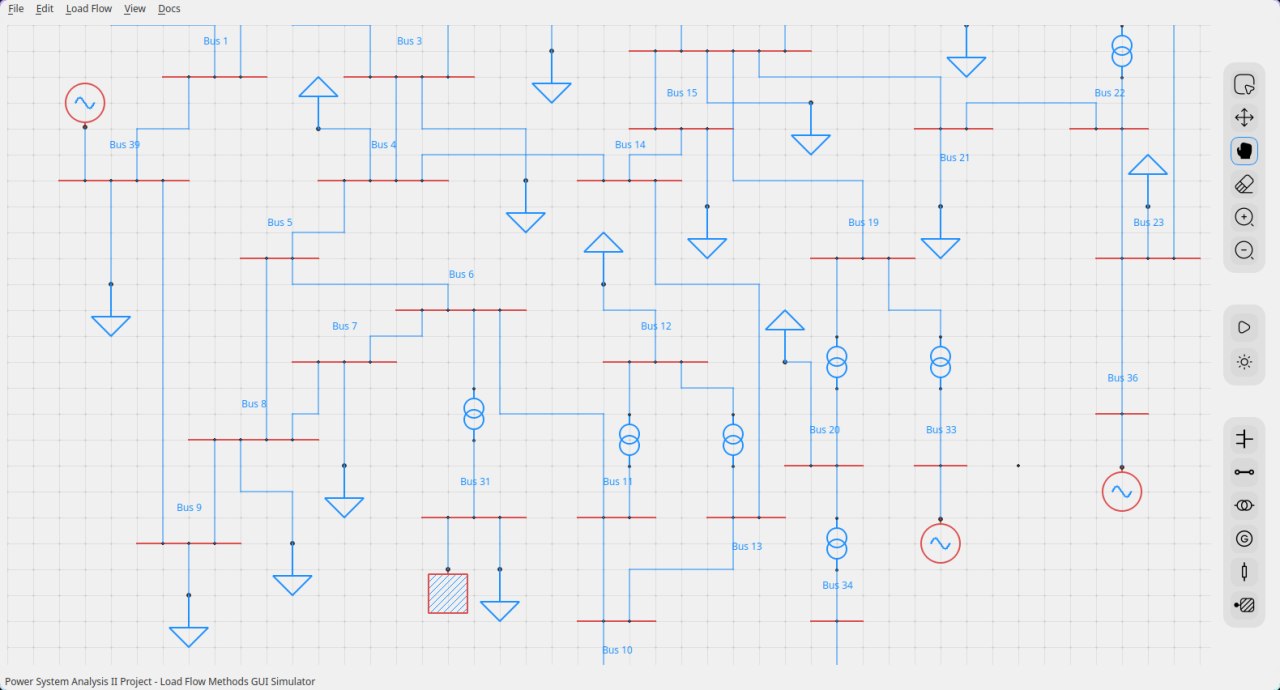 File Edit Load Flow View Docs
Bus 1
Bus 3
Bus 15
Bus 22
Bus 39
Bus 4
Bus 14
Bus 21
Bus 5
Bus 19
Bus 23
Bus 6
Bus 7
Bus 12
Bus 36
Bus 8
Bus 20
Bus 33
Bus 31
Bus 11
Bus 9
Bus 13
Bus 34
Bus 10
G
Power System Analysis II Project - Load Flow Methods GUI Simulator